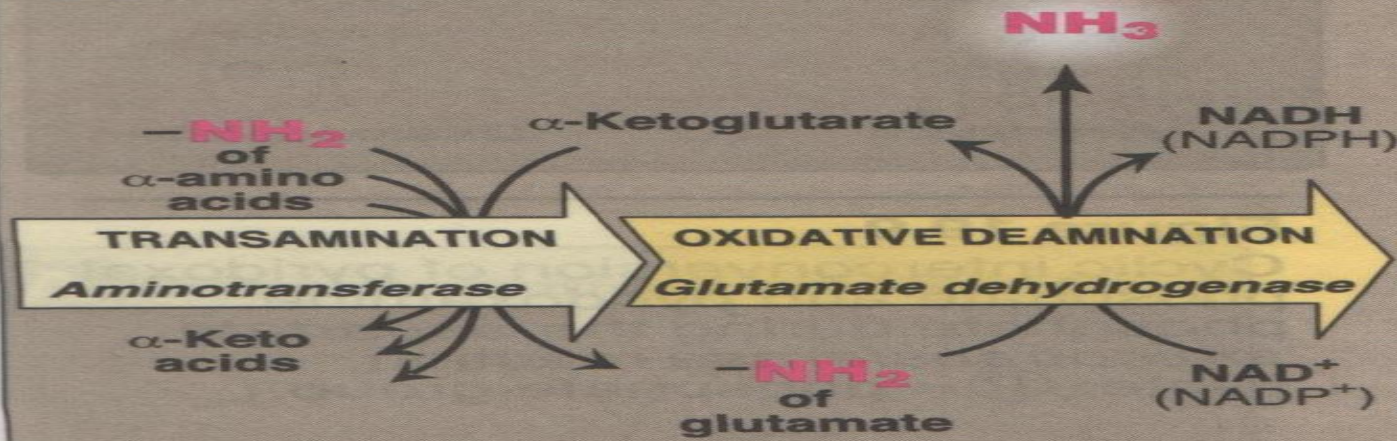 NH₃
–NH₂
of
α-amino
acids
α-Ketoglutarate
NADH
(NADPH)
TRANSAMINATION
Aminotransferase
OXIDATIVE DEAMINATION
Glutamate dehydrogenase
α-Keto
acids
–NH₂
of
glutamate
NAD⁺
(NADP⁺)